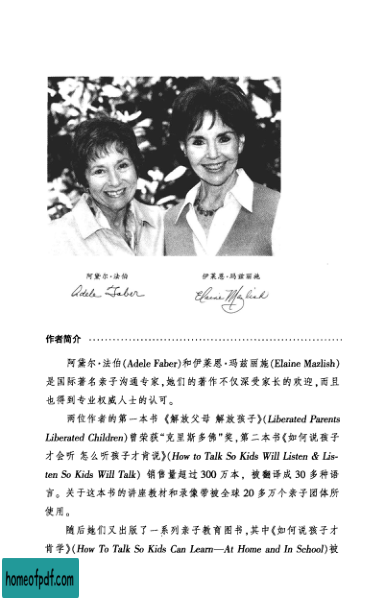 阿黛尔·法伯
伊莱恩·玛兹丽施
Adele Faber
Elaine Mazlish
作者简介
阿黛尔·法伯(Adele Faber)和伊莱恩·玛兹丽施(Elaine Mazlish)
是国际著名亲子沟通专家,她们的著作不仅深受家长的欢迎,而且
也得到专业权威人士的认可。
两位作者的第一本书《解放父母 解放孩子》(Liberated Parents
Liberated Children)曾荣获“克里斯多佛”奖,第二本书《如何说孩子
才会听 怎么听孩子才肯说》(How to Talk So Kids Will Listen & Lis-
ten So Kids Will Talk) 销售量超过 300 万本, 被翻译成 30 多种语
言。关于这本书的讲座教材和录像带被全球 20 多万个亲子团体所
使用。
随后她们又出版了一系列亲子教育图书,其中《如何说孩子才
肯学》(How To Talk So Kids Can Learn—At Home and In School)被
homeofpdf.com